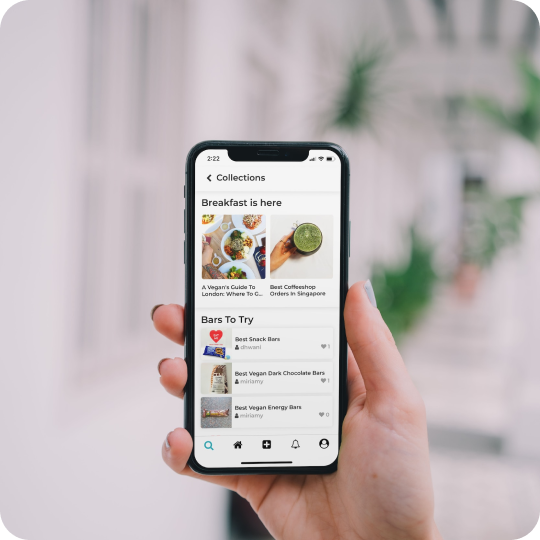 2:22
Collections
Breakfast is here
A Vegan's Guide To
London: Where To G...
Best Coffeeshop
Orders In Singapore
Bars To Try
Best Snack Bars
dhwani
1
Best Vegan Dark Chocolate Bars
miriamy
1
Best Vegan Energy Bars
miriamy
0